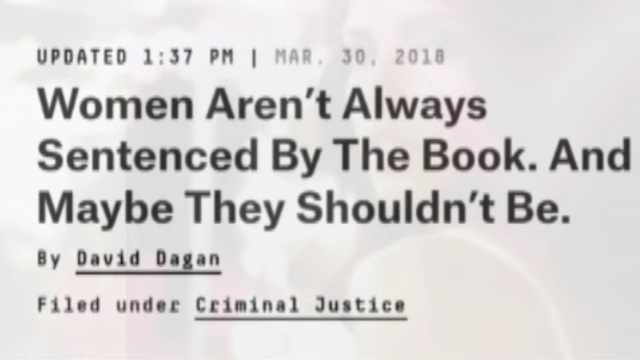 UPDATED 1:37 PM | MAR. 30, 2018
Women Aren't Always
Sentenced By The Book. And
Maybe They Shouldn't Be.
By David Dagan
Filed under Criminal Justice